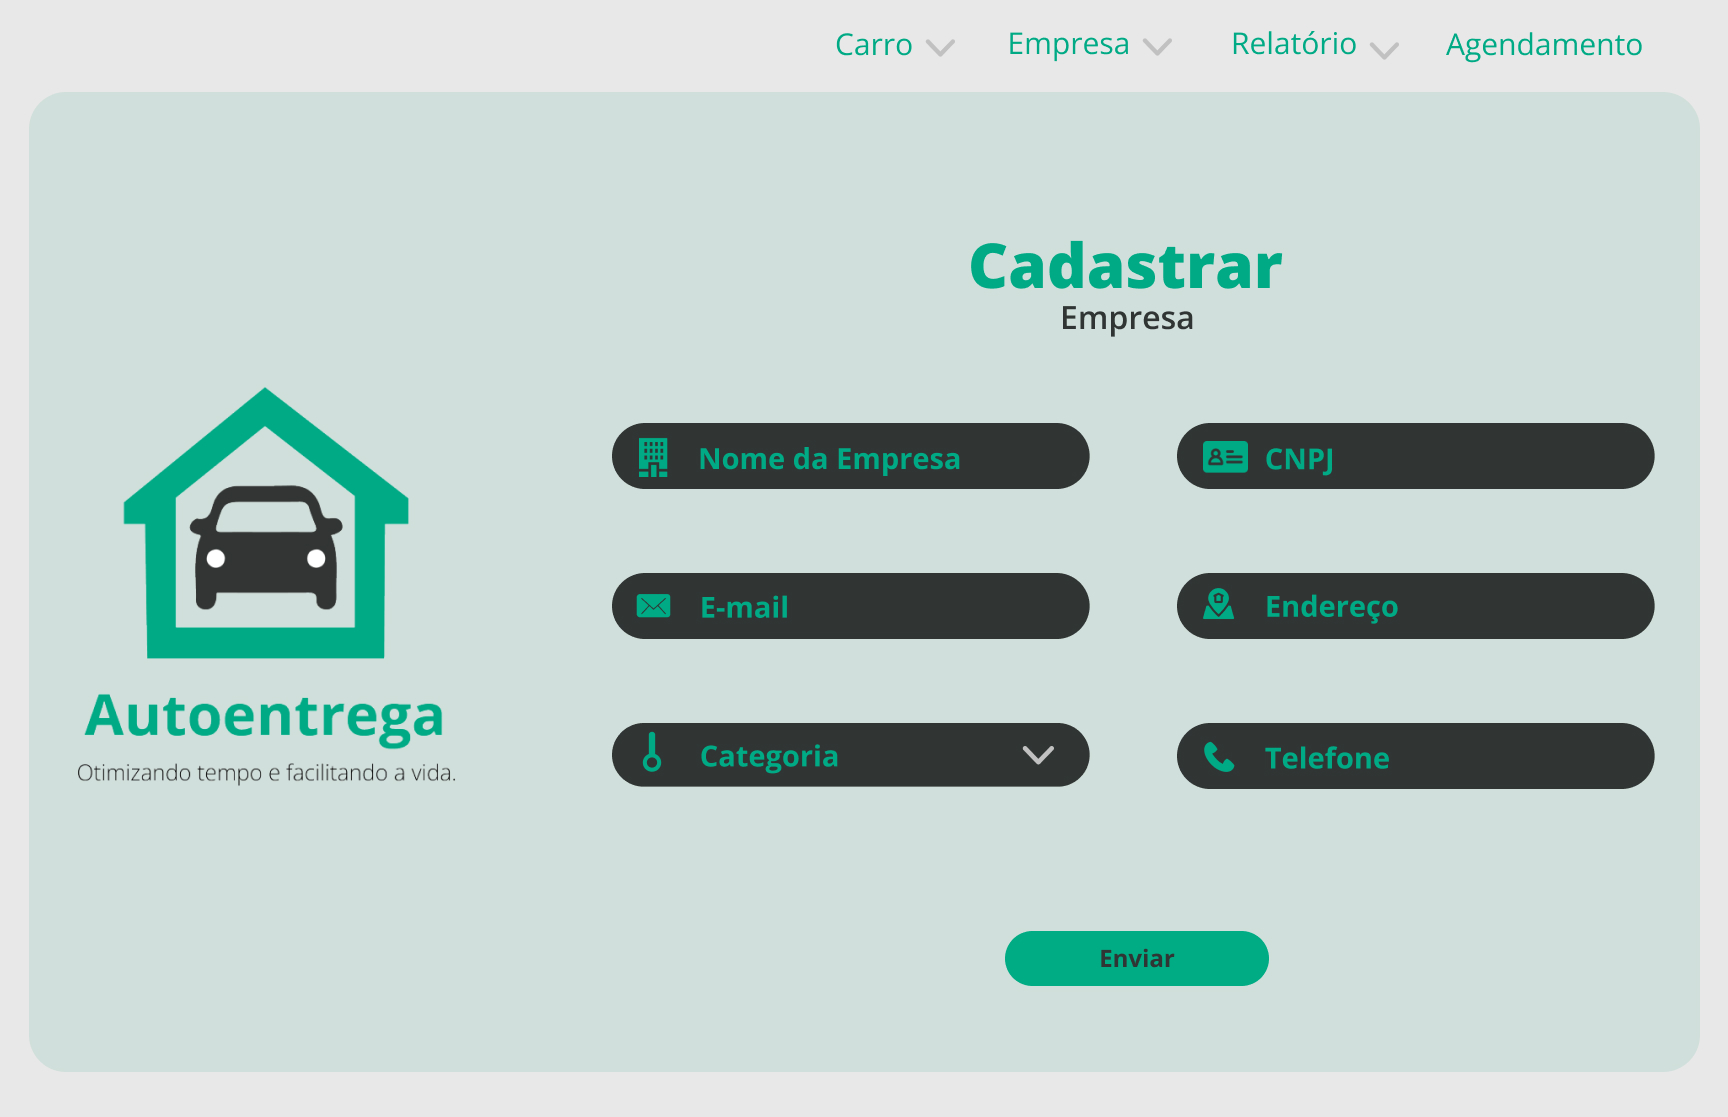 Carro
Empresa
Relatório
Agendamento
Cadastrar
Empresa
Nome da Empresa
CNPJ
E-mail
Endereço
Categoria
Telefone
Autoentrega
Otimizando tempo e facilitando a vida.
Enviar